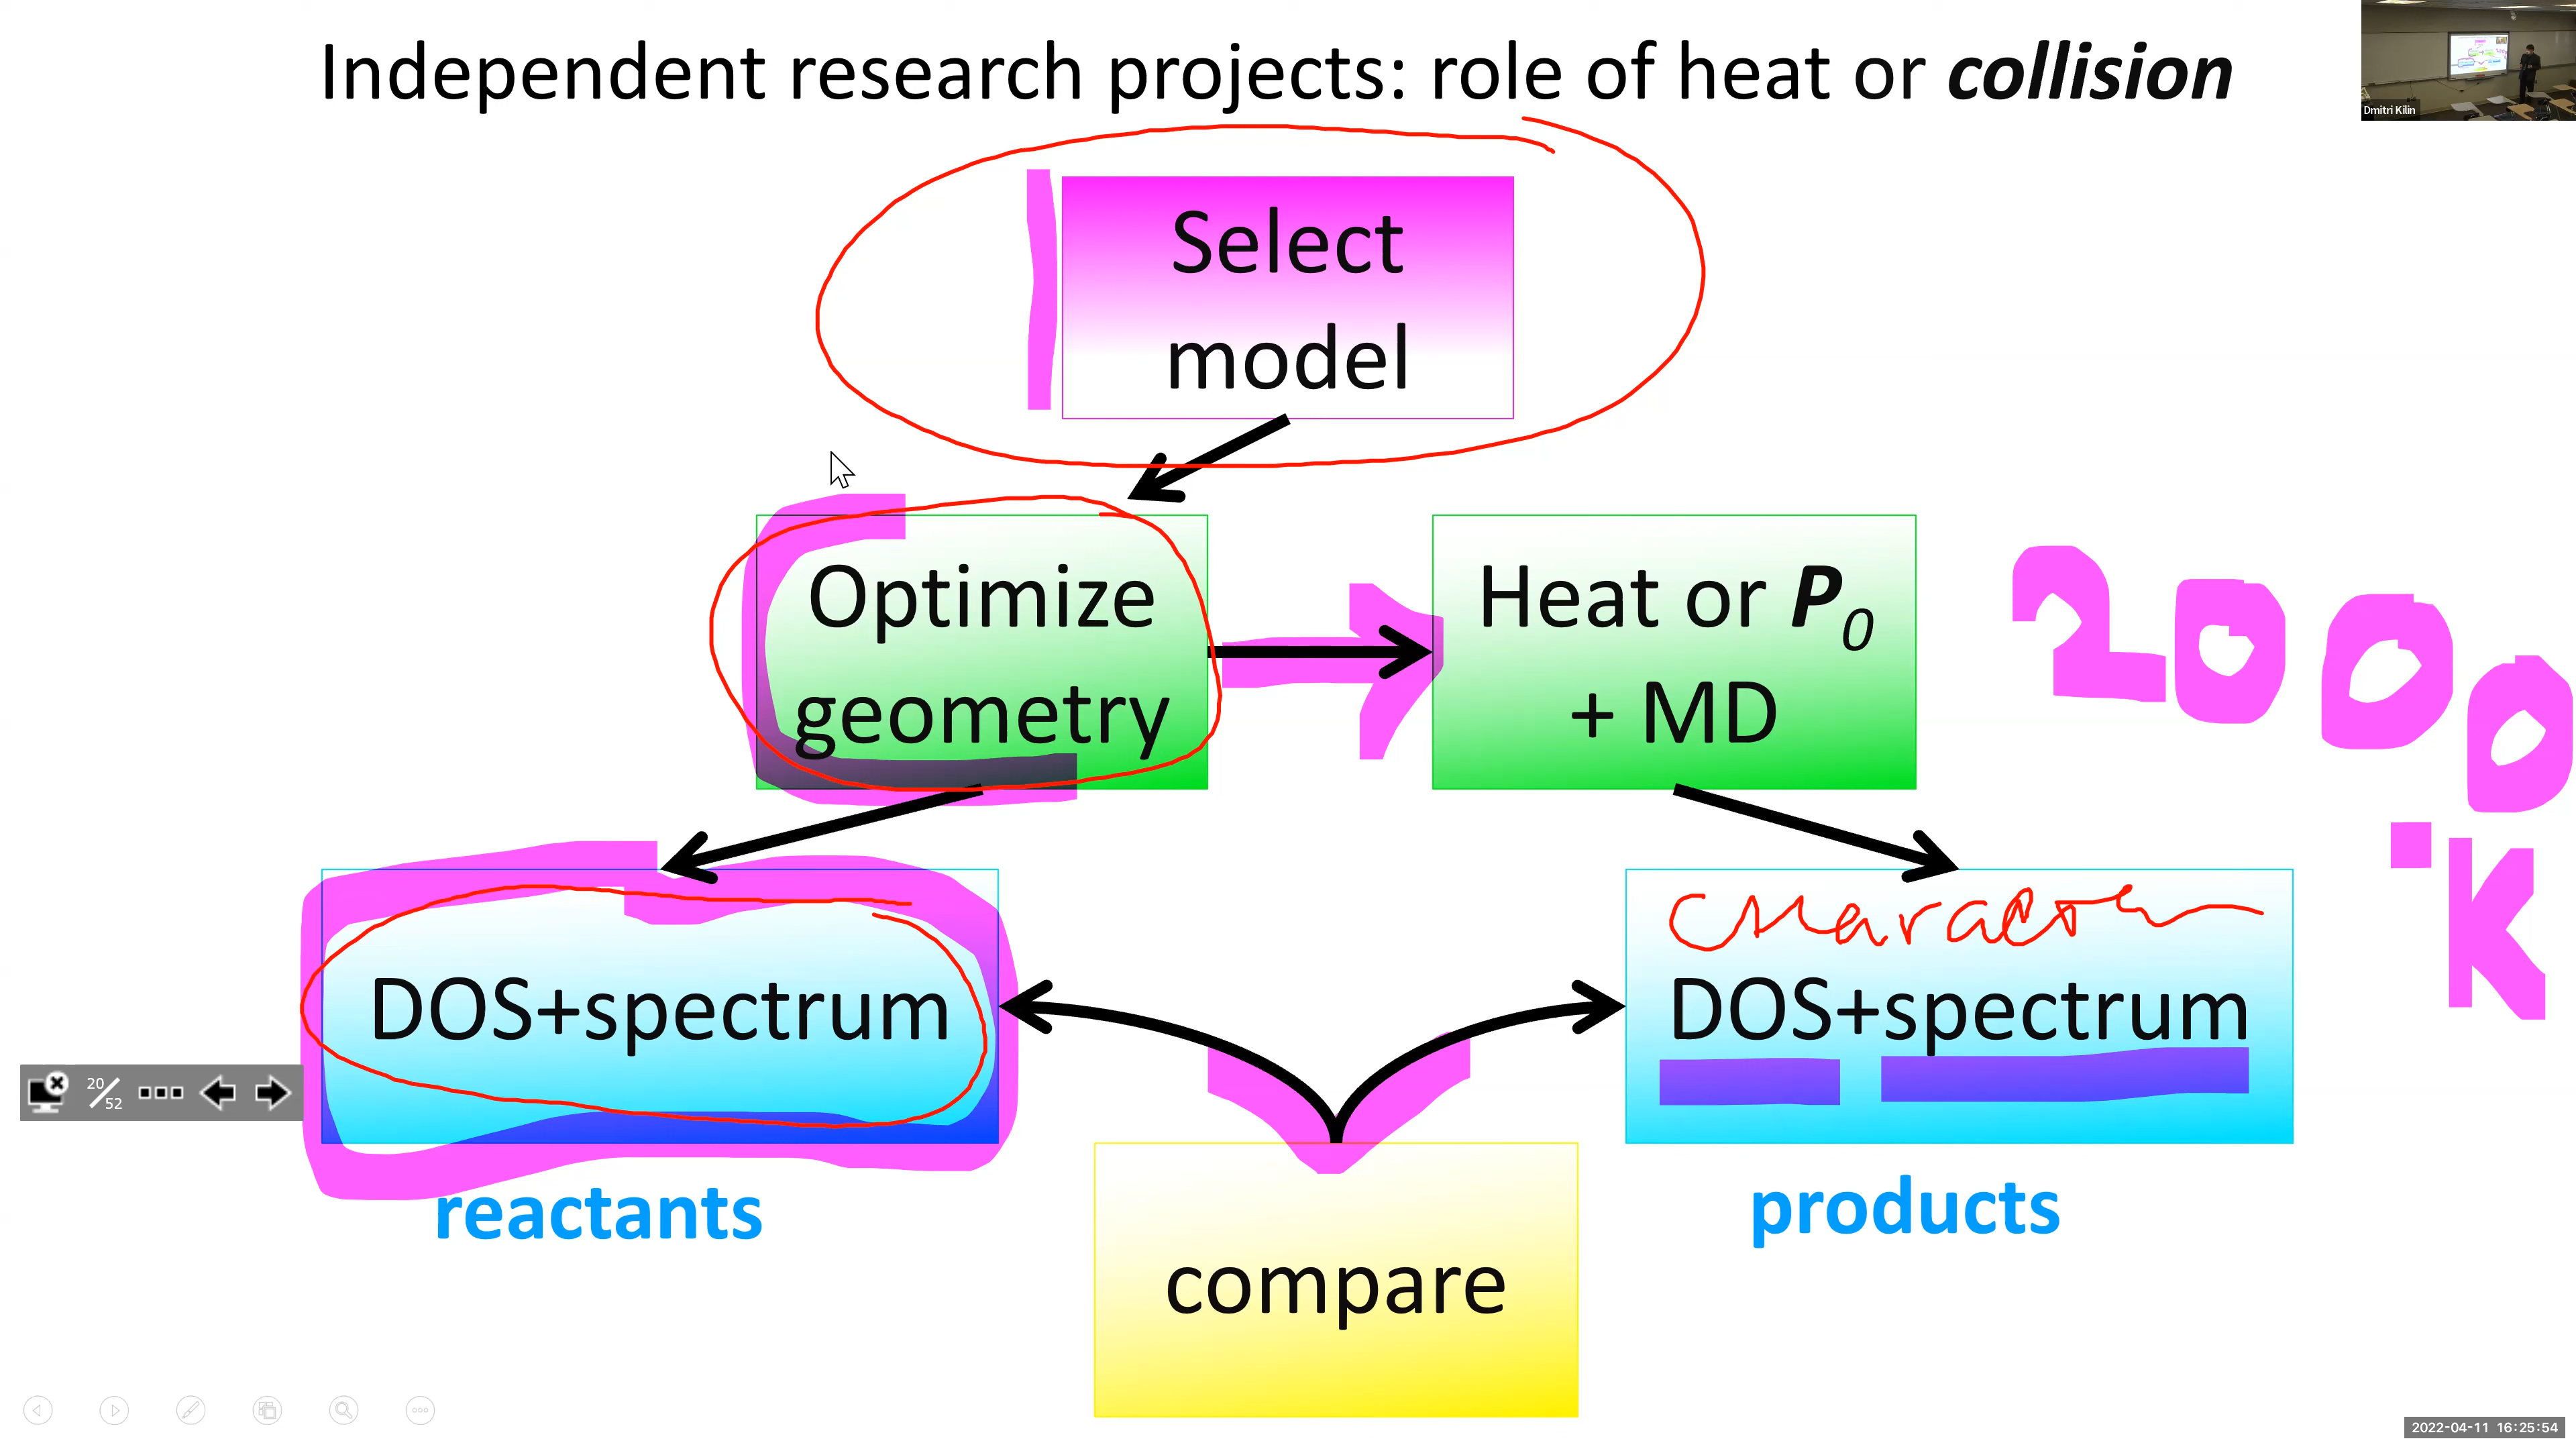 Independent research projects: role of heat or collision
Dmitri Kilin
Select
model
Optimize
geometry
Heat or P0
+ MD
2000
K
DOS+spectrum
DOS+spectrum
20/52
reactants
products
compare
2022-04-11 16:25:54